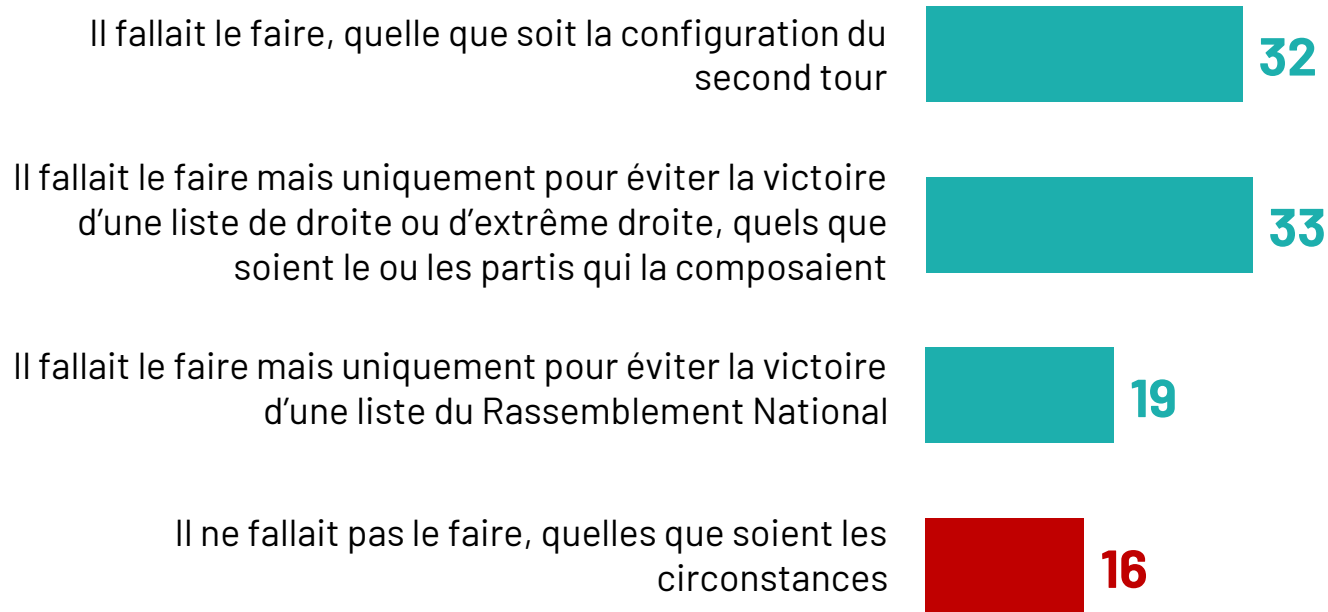 Il fallait le faire, quelle que soit la configuration du
second tour
32
Il fallait le faire mais uniquement pour éviter la victoire
d’une liste de droite ou d’extrême droite, quels que
soient le ou les partis qui la composaient
33
Il fallait le faire mais uniquement pour éviter la victoire
d’une liste du Rassemblement National
19
Il ne fallait pas le faire, quelles que soient les
circonstances
16